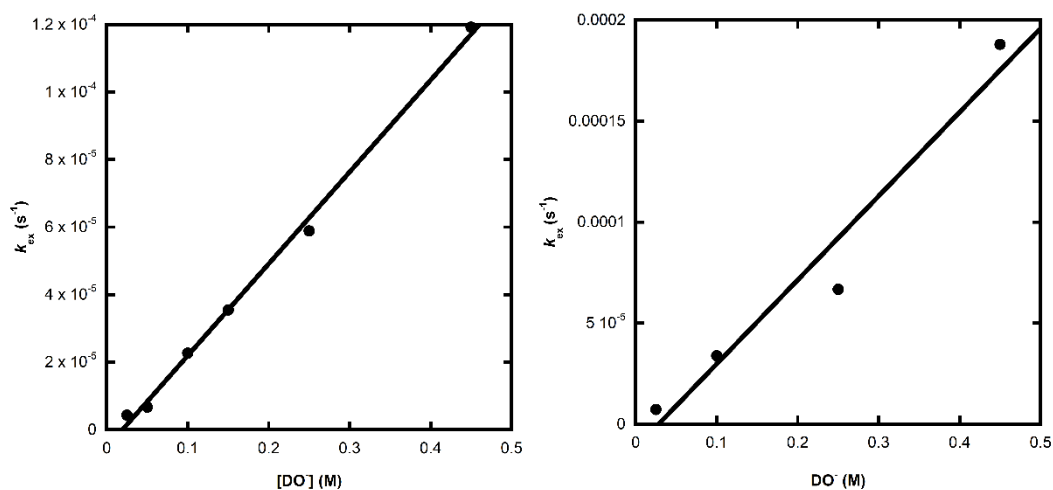 1.2 x 10⁻⁴
1 x 10⁻⁴
8 x 10⁻⁵
6 x 10⁻⁵
4 x 10⁻⁵
2 x 10⁻⁵
0
k_ex (s⁻¹)
0 0.1 0.2 0.3 0.4 0.5
[DO⁻] (M)
0.0002
0.00015
0.0001
5 10⁻⁵
0
k_ex (s⁻¹)
0 0.1 0.2 0.3 0.4 0.5
DO⁻ (M)